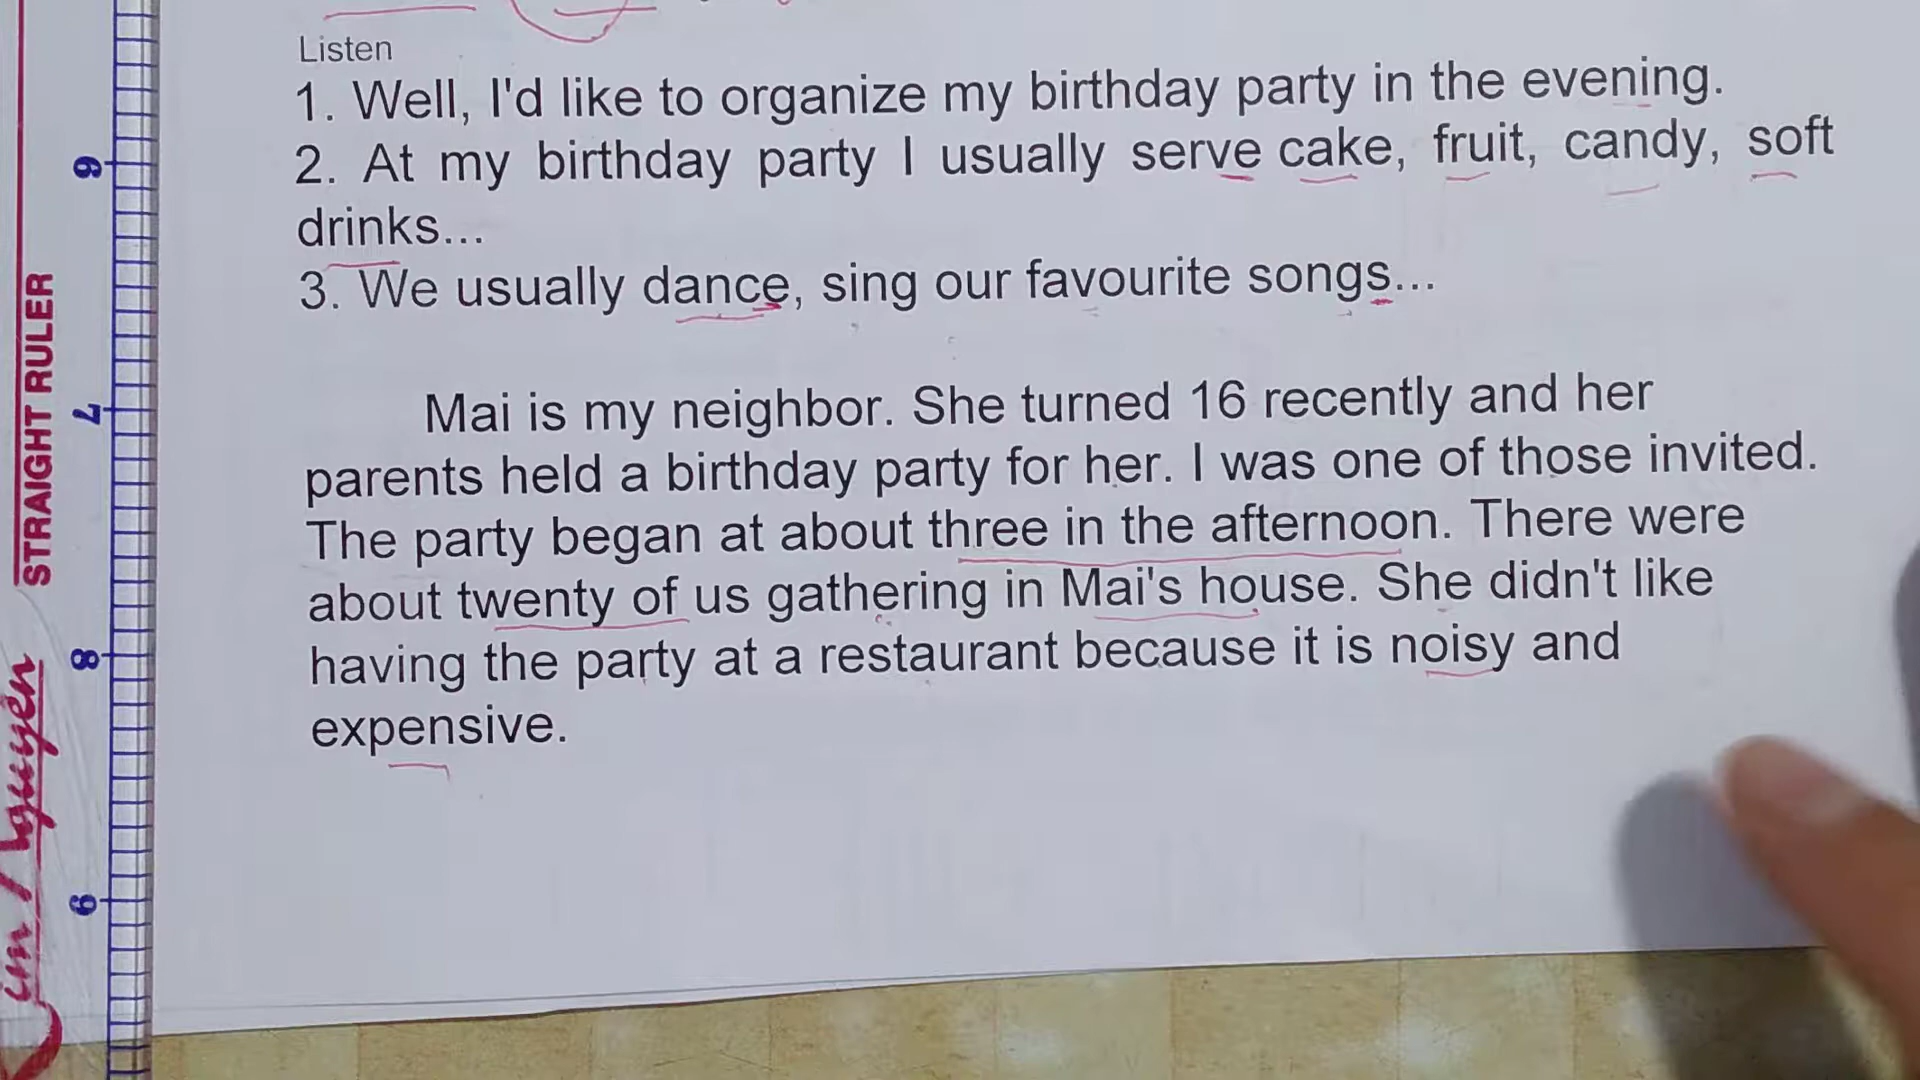 Listen
1. Well, I'd like to organize my birthday party in the evening.
2. At my birthday party I usually serve cake, fruit, candy, soft
drinks...
3. We usually dance, sing our favourite songs...
Mai is my neighbor. She turned 16 recently and her
parents held a birthday party for her. I was one of those invited.
The party began at about three in the afternoon. There were
about twenty of us gathering in Mai's house. She didn't like
having the party at a restaurant because it is noisy and
expensive.
STRAIGHT RULER
6
7
8
9
Nguyen